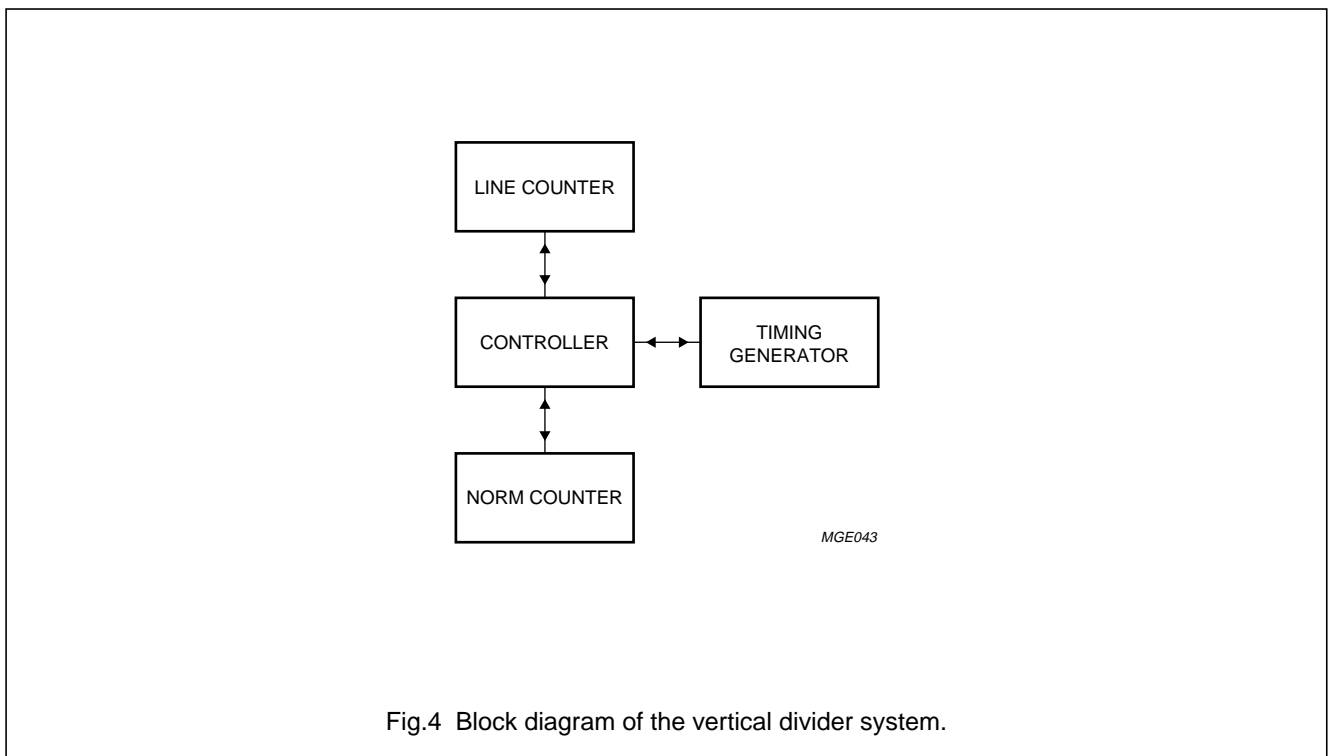 LINE COUNTER
CONTROLLER
TIMING
GENERATOR
NORM COUNTER
MGE043
Fig.4 Block diagram of the vertical divider system.